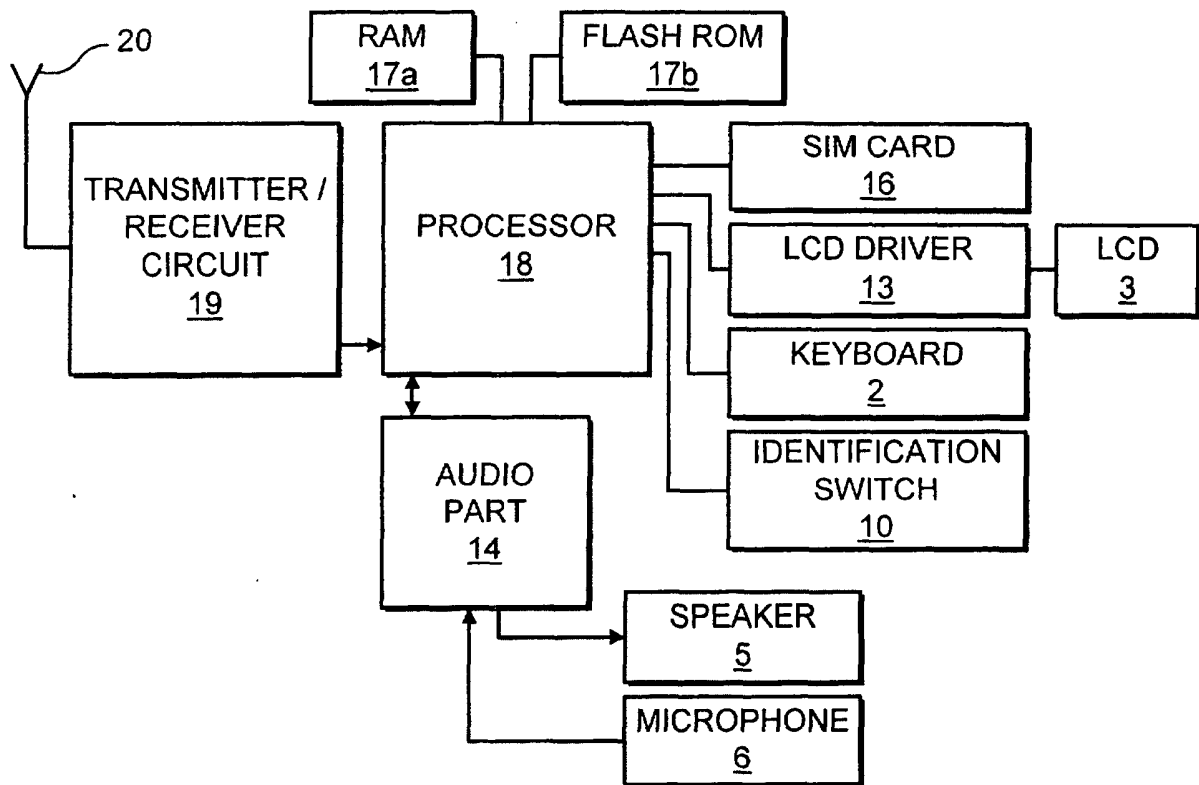 20
RAM
17a
FLASH ROM
17b
TRANSMITTER /
RECEIVER
CIRCUIT
19
PROCESSOR
18
SIM CARD
16
LCD DRIVER
13
LCD
3
KEYBOARD
2
IDENTIFICATION
SWITCH
10
AUDIO
PART
14
SPEAKER
5
MICROPHONE
6